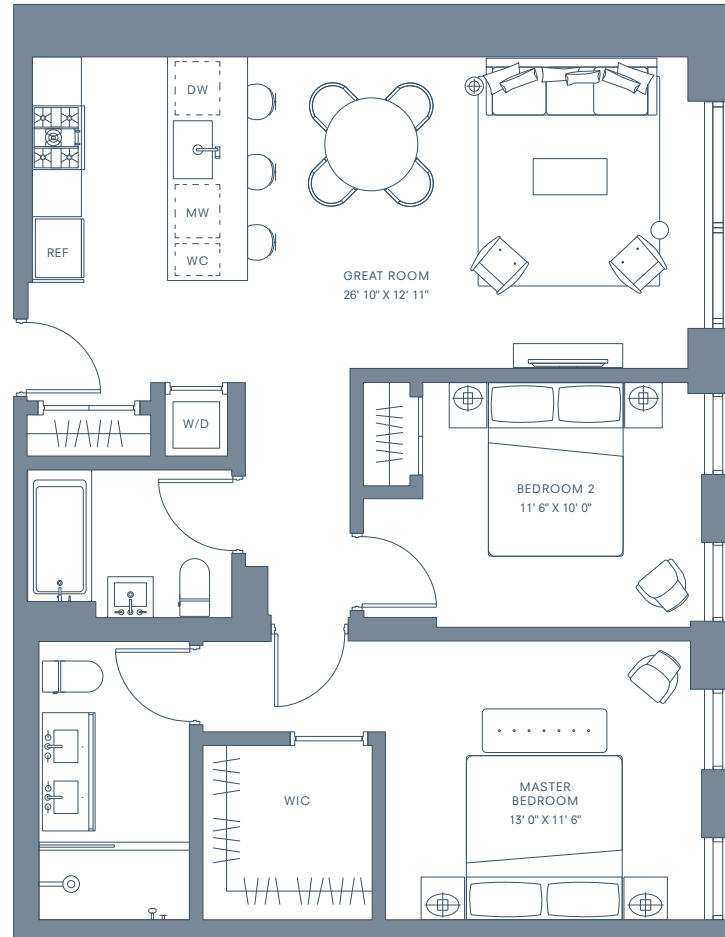 DW
MW
WC
REF
GREAT ROOM
26' 10" X 12' 11"
W/D
BEDROOM 2
11' 6" X 10' 0"
WIC
MASTER
BEDROOM
13' 0" X 11' 6"